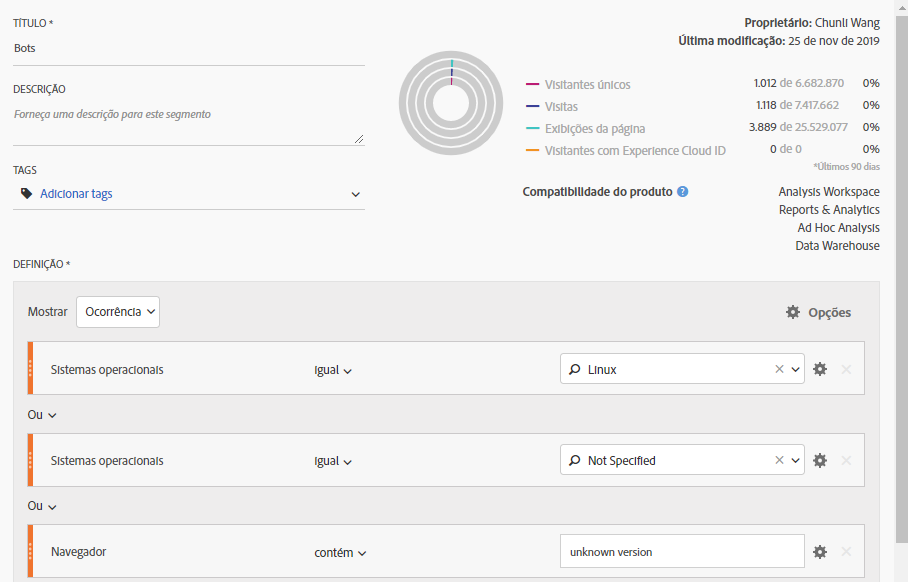 TÍTULO *
Bots
DESCRIÇÃO
Forneça uma descrição para este segmento
TAGS
Adicionar tags
Proprietário: Chunli Wang
Última modificação: 25 de nov de 2019
Visitantes únicos 1.012 de 6.682.870 0%
Visitas 1.118 de 7.417.662 0%
Exibições da página 3.889 de 25.529.077 0%
Visitantes com Experience Cloud ID 0 de 0 0%
*Últimos 90 dias
Compatibilidade do produto ? Analysis Workspace
Reports & Analytics
Ad Hoc Analysis
Data Warehouse
DEFINIÇÃO *
Mostrar Ocorrência Opções
Sistemas operacionais igual Linux
Ou
Sistemas operacionais igual Not Specified
Ou
Navegador contém unknown version